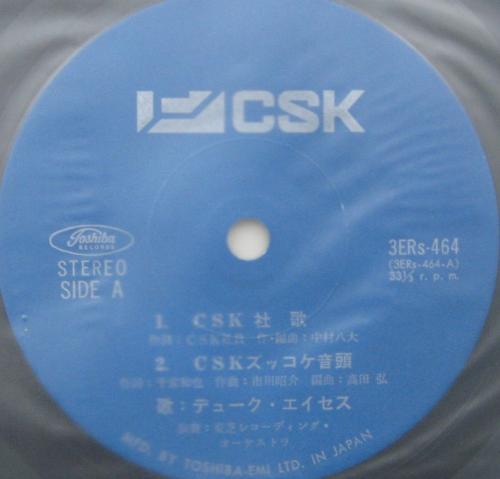 CSK
Toshiba
RECORDS
STEREO
SIDE A
3ERs-464
(3ERs-464-A)
33⅓ r. p. m.
1. CSK 社 歌
作詞：CSK社員 作・編曲：中村八大
2. CSKズッコケ音頭
作詞：千家和也 作曲：市川昭介 編曲：高田 弘
歌：デューク・エイセス
演奏：東芝レコーディング・
オーケストラ
MFD. BY TOSHIBA-EMI LTD. IN JAPAN